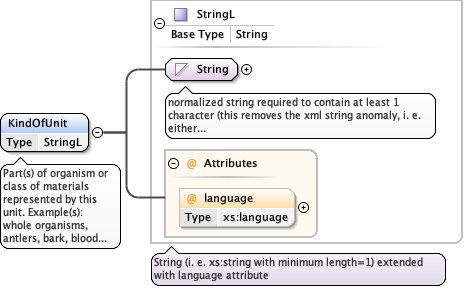 StringL
Base Type String
String
normalized string required to contain at least 1
character (this removes the xml string anomaly, i. e.
either...
KindOfUnit
Type StringL
Part(s) of organism or
class of materials
represented by this
unit. Example(s):
whole organisms,
antlers, bark, blood...
@ Attributes
@ language
Type xs:language
String (i. e. xs:string with minimum length=1) extended
with language attribute